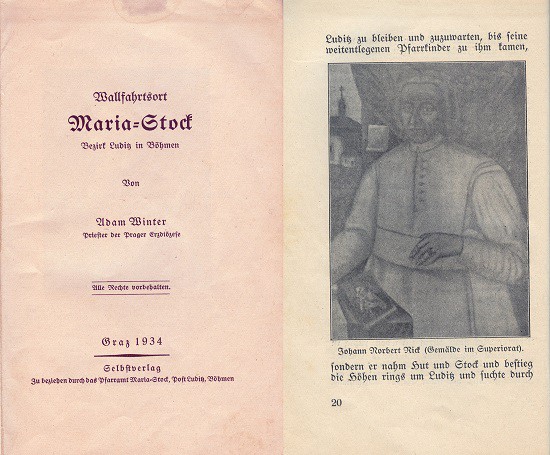 Wallfahrtsort
Maria=Stock
Bezirk Luditz in Böhmen
Von
Adam Winter
Priester der Prager Erzdiözese
Alle Rechte vorbehalten.
Graz 1934
Selbstverlag
Zu beziehen durch das Pfarramt Maria-Stock, Post Luditz, Böhmen
Luditz zu bleiben und zuzuwarten, bis seine
weitentlegenen Pfarrkinder zu ihm kamen,
Johann Norbert Rick (Gemälde im Superiorat).
sondern er nahm Hut und Stock und bestieg
die Höhen rings um Luditz und suchte durch
20